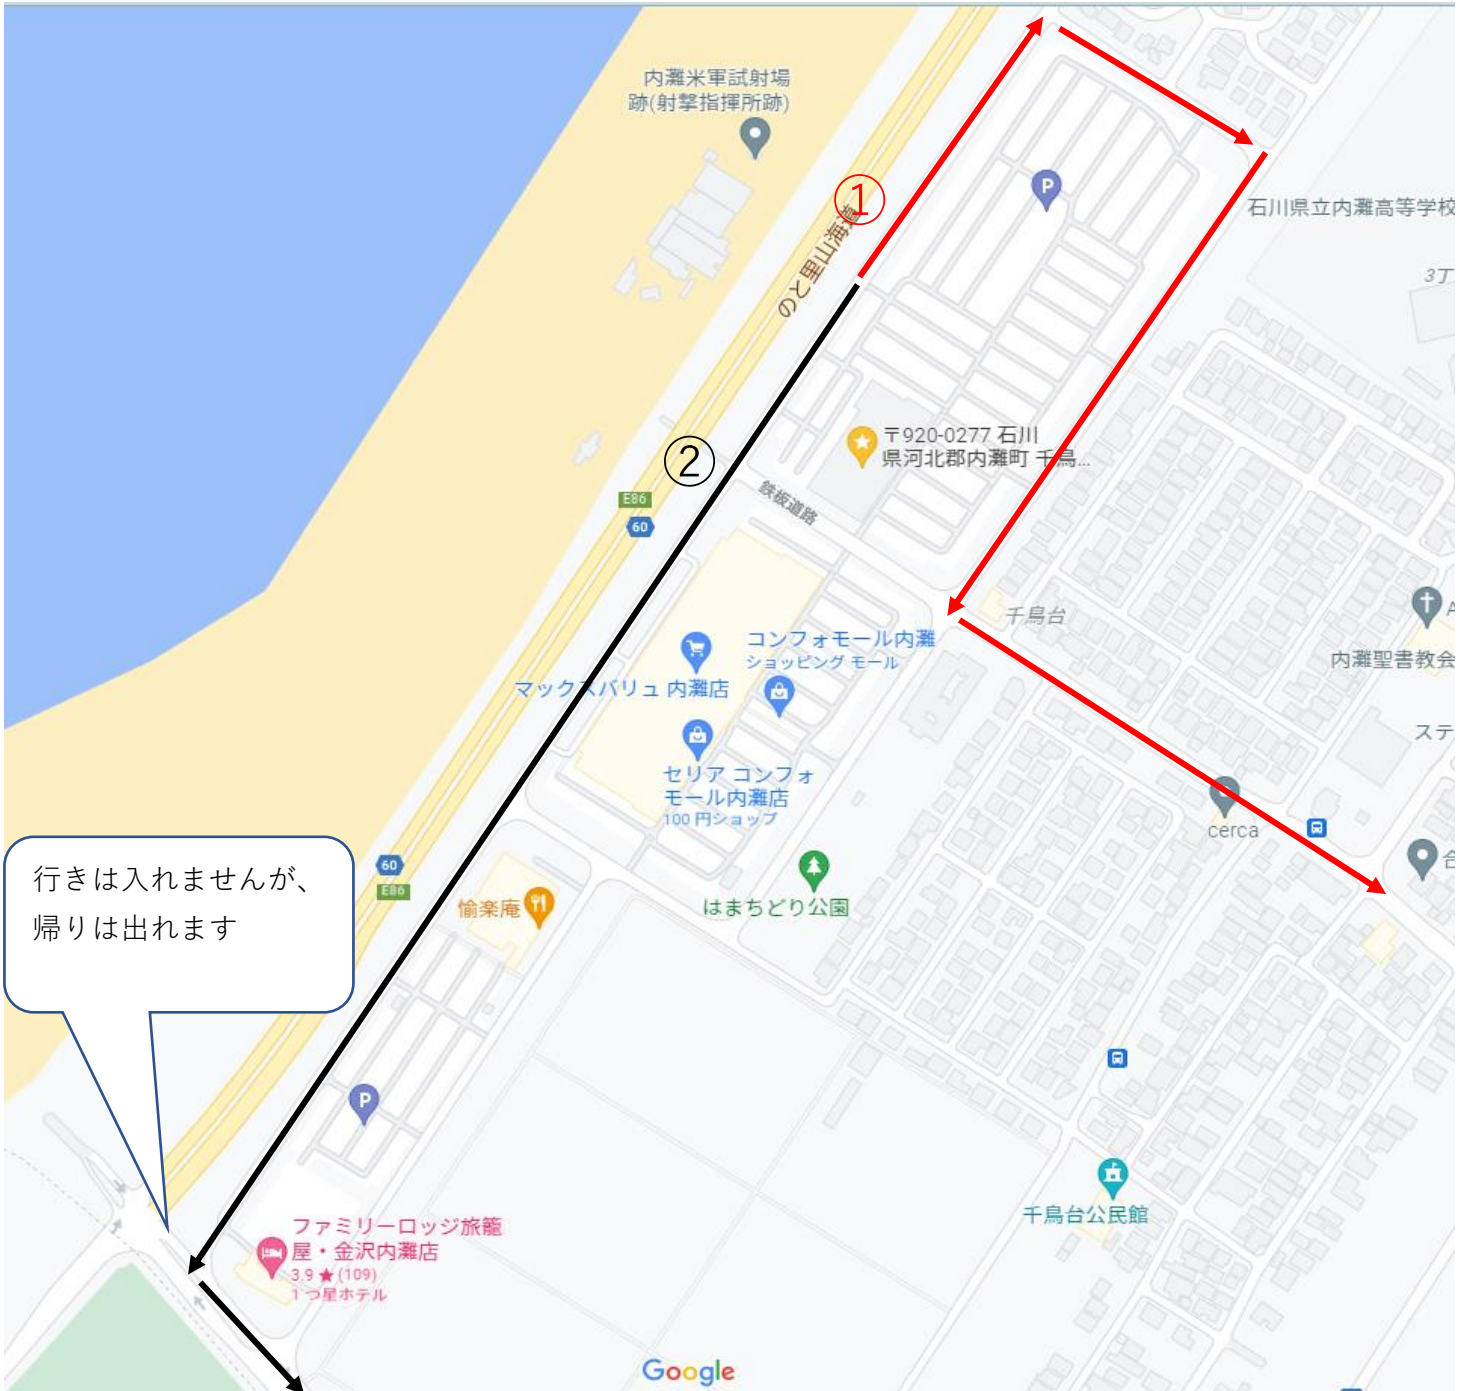 内灘米軍試射場
跡(射撃指揮所跡)
①
のと里山海道
P
石川県立内灘高等学校
3丁
〒920-0277 石川
県河北郡内灘町 千鳥...
②
鉄板道路
E86
60
千鳥台
コンフォモール内灘
ショッピング モール
マックスバリュ 内灘店
内灘聖書教会
セリア コンフォ
モール内灘店
100 円ショップ
ステ
cerca
行きは入れませんが、
帰りは出れます
60
E86
愉楽庵
はまちどり公園
合
P
千鳥台公民館
ファミリーロッジ旅籠
屋・金沢内灘店
3.9 ★ (109)
1 つ星ホテル
Google